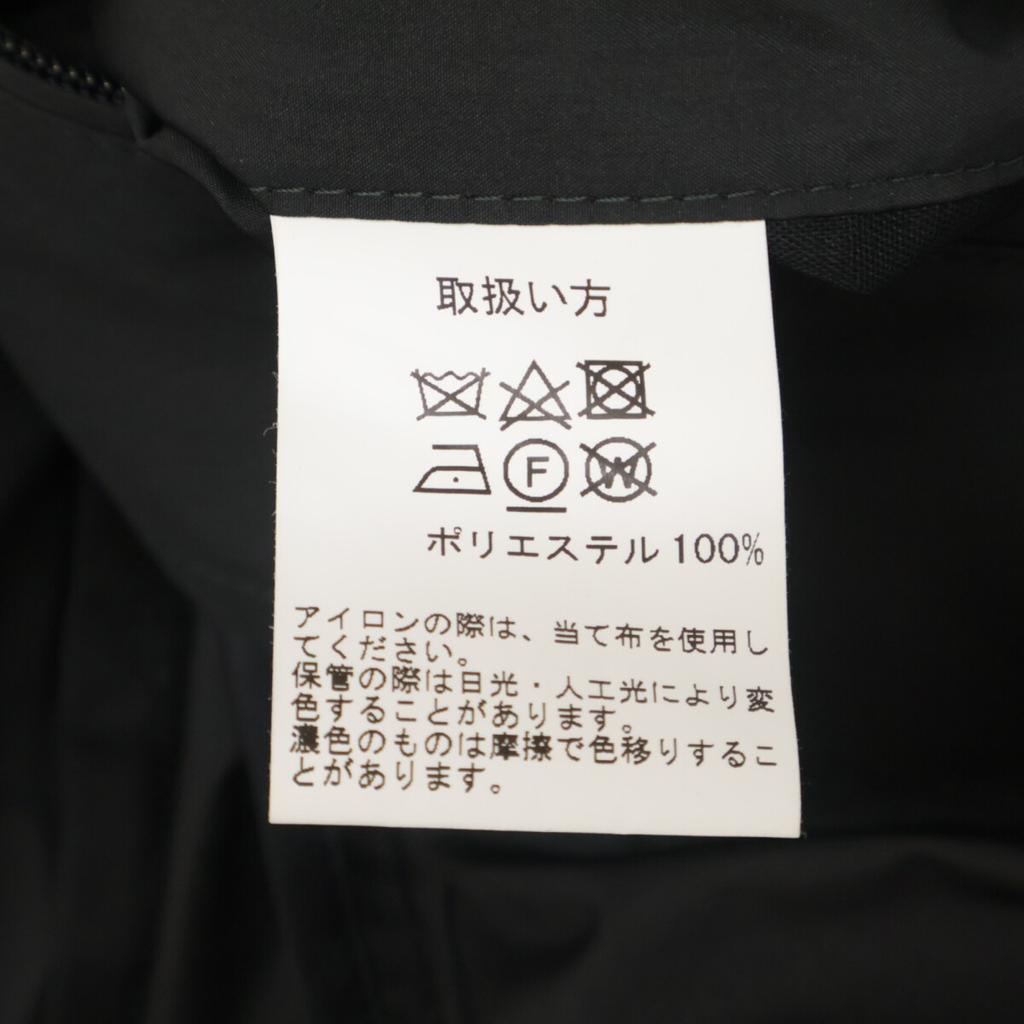 取扱い方
F W
ポリエステル 100%
アイロンの際は、当て布を使用し
てください。
保管の際は日光・人工光により変
色することがあります。
濃色のものは摩擦で色移りするこ
とがあります。